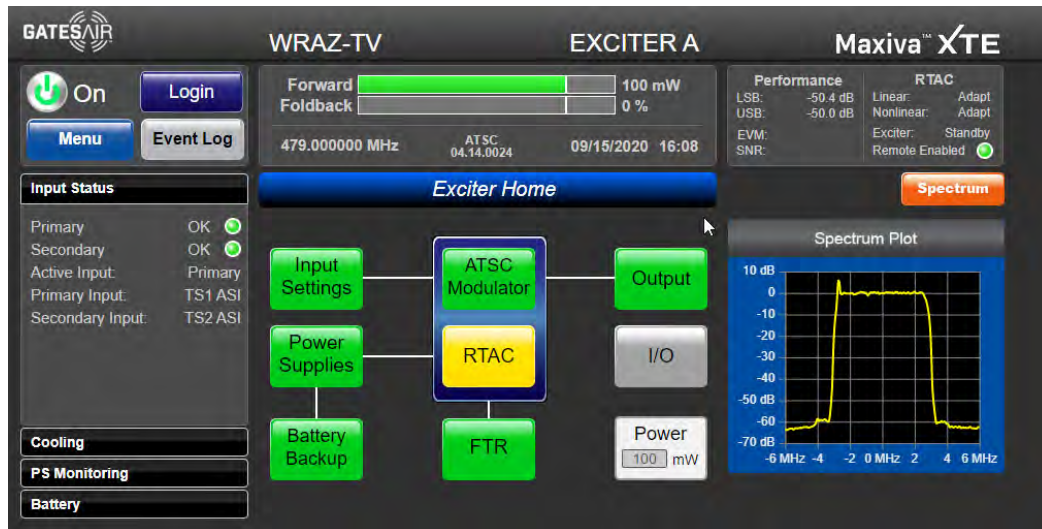 GATESAIR
WRAZ-TV
EXCITER A
Maxiva™ XTE
On
Login
Menu
Event Log
Forward
100 mW
Foldback
0 %
479.000000 MHz
ATSC
04.14.0024
09/15/2020 16:08
Performance
LSB: -50.4 dB
USB: -50.0 dB
EVM:
SNR:
RTAC
Linear: Adapt
Nonlinear: Adapt
Exciter: Standby
Remote Enabled
Input Status
Primary OK
Secondary OK
Active Input: Primary
Primary Input: TS1 ASI
Secondary Input: TS2 ASI
Cooling
PS Monitoring
Battery
Exciter Home
Input
Settings
ATSC
Modulator
Output
Power
Supplies
RTAC
I/O
Battery
Backup
FTR
Power
100 mW
Spectrum
Spectrum Plot
10 dB
0
-10
-20
-30
-40
-50 dB
-60
-70 dB
-6 MHz -4 -2 0 MHz 2 4 6 MHz